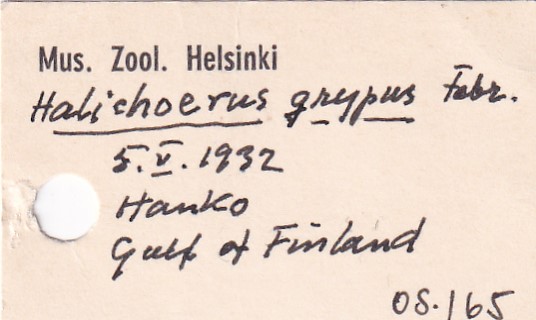 Mus. Zool. Helsinki
Halichoerus grypus Fabr.
5.V.1932
Hanko
Gulf of Finland
OS.165